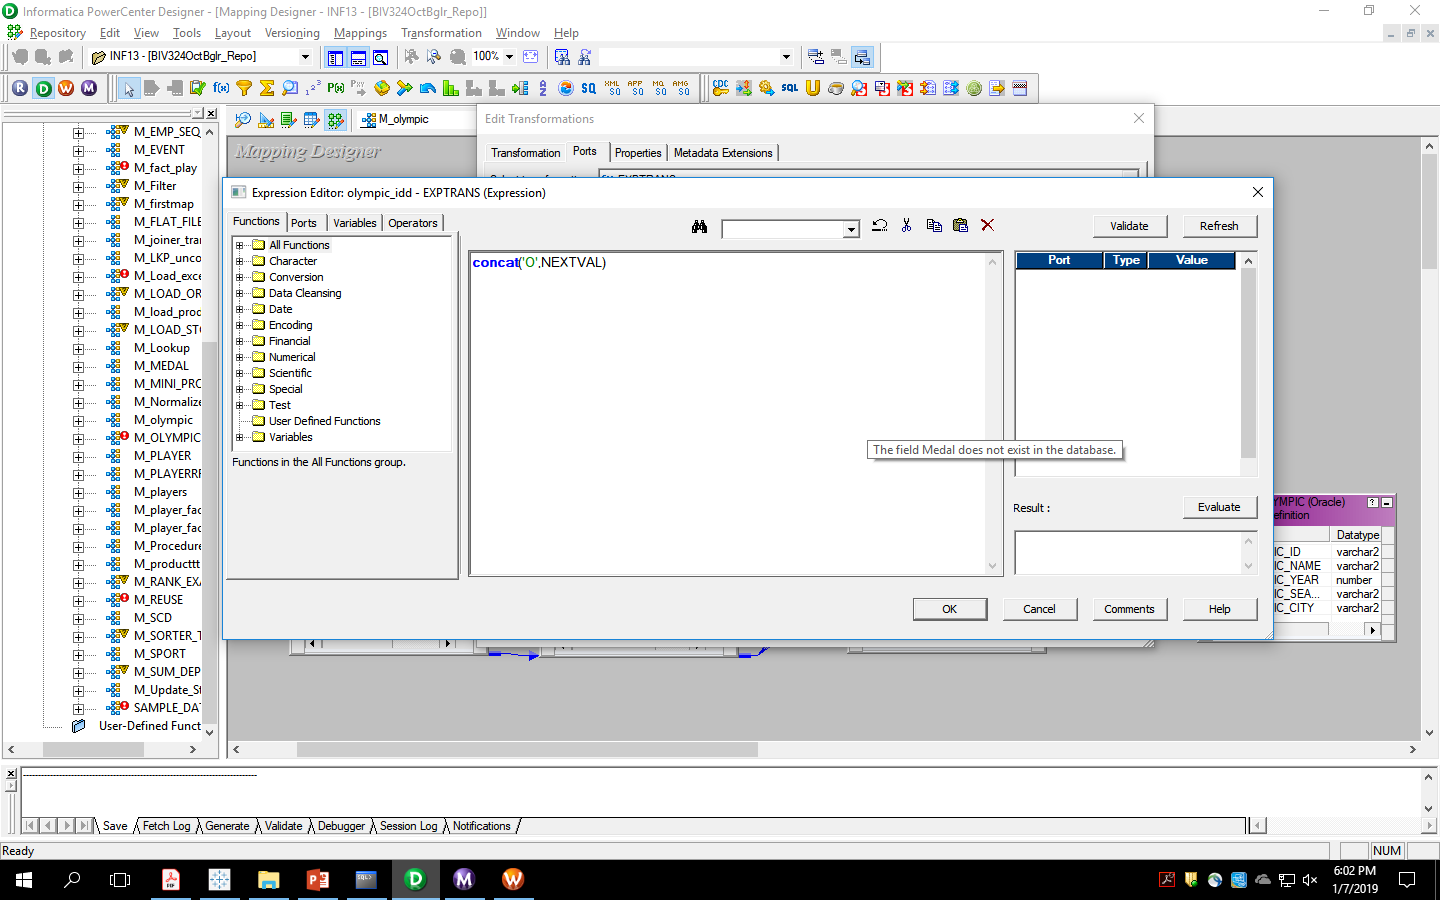 Informatica PowerCenter Designer - [Mapping Designer - INF13 - [BIV324OctBglr_Repo]]
Repository Edit View Tools Layout Versioning Mappings Transformation Window Help
INF13 - [BIV324OctBglr_Repo]
100%
M_olympic
Edit Transformations
Mapping Designer
Transformation Ports Properties Metadata Extensions
Expression Editor: olympic_idd - EXPTRANS (Expression)
Functions Ports Variables Operators
Validate Refresh
All Functions
Character
Conversion
Data Cleansing
Date
Encoding
Financial
Numerical
Scientific
Special
Test
User Defined Functions
Variables
Functions in the All Functions group.
concat('O',NEXTVAL)
Port Type Value
The field Medal does not exist in the database.
Result :
Evaluate
OK Cancel Comments Help
M_EMP_SEQ_
M_EVENT
M_fact_play
M_Filter
M_firstmap
M_FLAT_FILE
M_joiner_trar
M_LKP_unco
M_Load_exce
M_LOAD_OR
M_load_prod
M_LOAD_STO
M_Lookup
M_MEDAL
M_MINI_PRO
M_Normalize
M_olympic
M_OLYMPIC
M_PLAYER
M_PLAYERRR
M_players
M_player_fac
M_player_fac
M_Procedure
M_producttt
M_RANK_EXA
M_REUSE
M_SCD
M_SORTER_T
M_SPORT
M_SUM_DEP
M_Update_St
SAMPLE_DAT
User-Defined Funct
YMPIC (Oracle)
efinition
Datatype
IC_ID varchar2
IC_NAME varchar2
IC_YEAR number
IC_SEA... varchar2
IC_CITY varchar2
Save Fetch Log Generate Validate Debugger Session Log Notifications
Ready
NUM
6:02 PM
1/7/2019